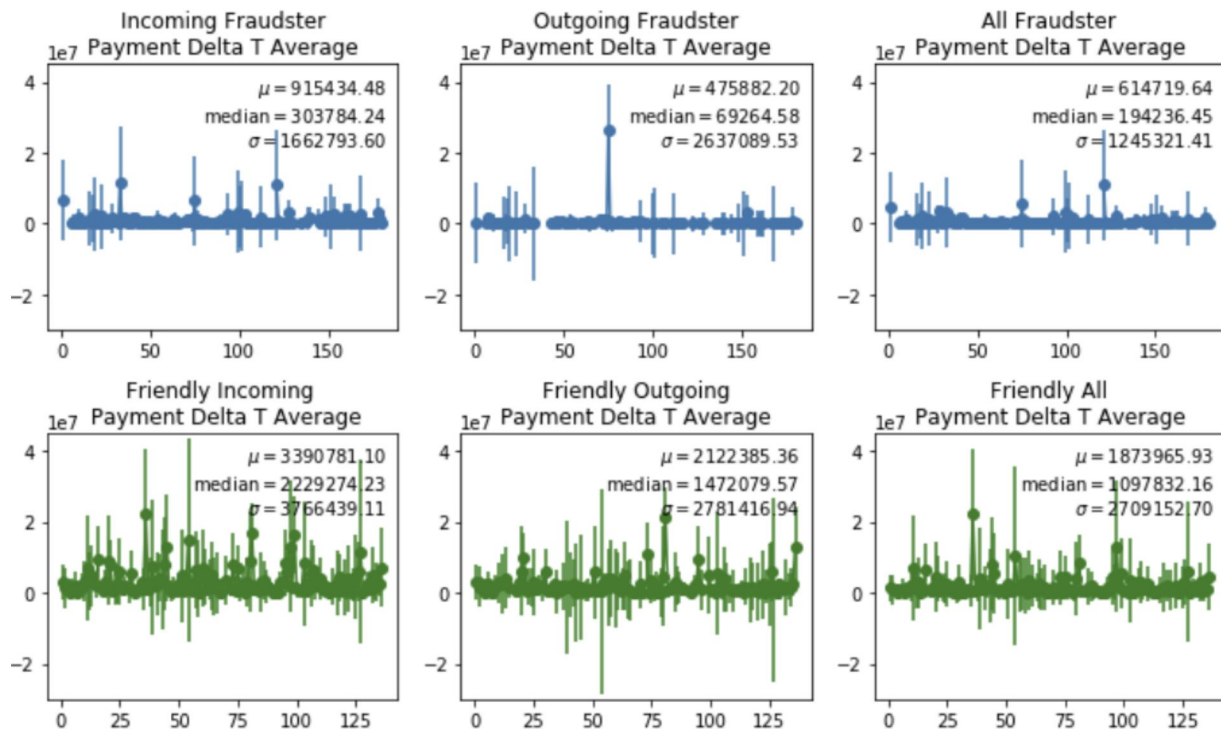 Incoming Fraudster
Payment Delta T Average
1e7
μ = 915434.48
median = 303784.24
σ = 1662793.60
4
2
0
−2
0 50 100 150
Outgoing Fraudster
Payment Delta T Average
1e7
μ = 475882.20
median = 69264.58
σ = 2637089.53
4
2
0
−2
0 50 100 150
All Fraudster
Payment Delta T Average
1e7
μ = 614719.64
median = 194236.45
σ = 1245321.41
4
2
0
−2
0 50 100 150
Friendly Incoming
Payment Delta T Average
1e7
μ = 3390781.10
median = 2229274.23
σ = 3766439.11
4
2
0
−2
0 25 50 75 100 125
Friendly Outgoing
Payment Delta T Average
1e7
μ = 2122385.36
median = 1472079.57
σ = 2781416.94
4
2
0
−2
0 25 50 75 100 125
Friendly All
Payment Delta T Average
1e7
μ = 1873965.93
median = 1097832.16
σ = 2709152.70
4
2
0
−2
0 25 50 75 100 125